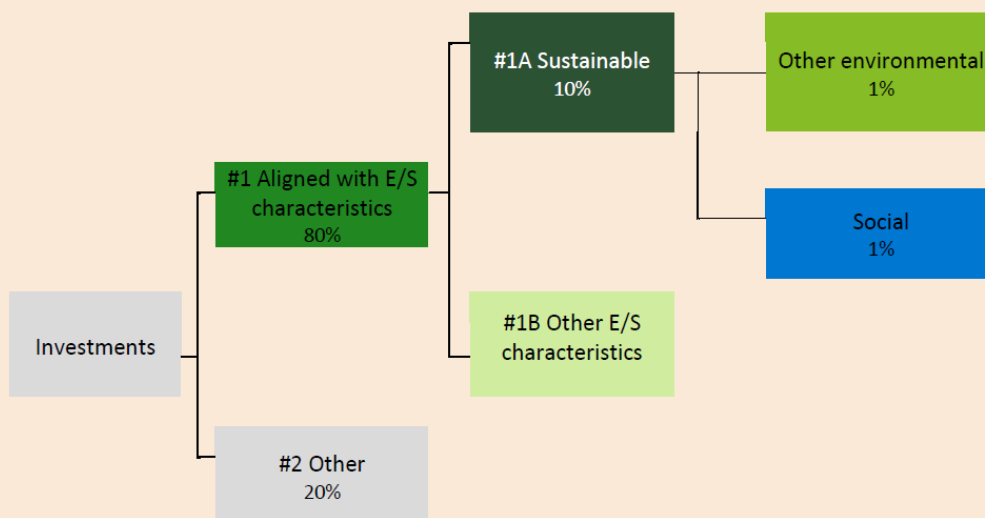 #1A Sustainable
10%
Other environmental
1%
#1 Aligned with E/S
characteristics
80%
Social
1%
Investments
#1B Other E/S
characteristics
#2 Other
20%